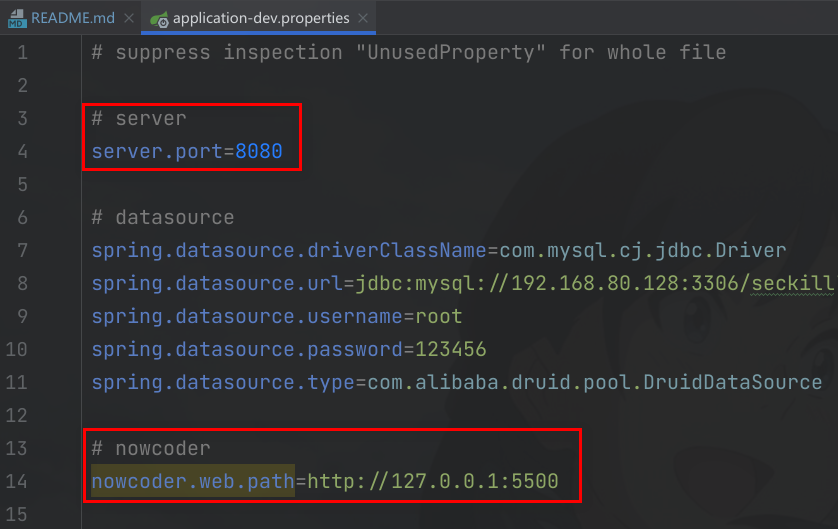 README.md
application-dev.properties
1 # suppress inspection "UnusedProperty" for whole file
2
3 # server
4 server.port=8080
5
6 # datasource
7 spring.datasource.driverClassName=com.mysql.cj.jdbc.Driver
8 spring.datasource.url=jdbc:mysql://192.168.80.128:3306/seckill
9 spring.datasource.username=root
10 spring.datasource.password=123456
11 spring.datasource.type=com.alibaba.druid.pool.DruidDataSource
12
13 # nowcoder
14 nowcoder.web.path=http://127.0.0.1:5500
15